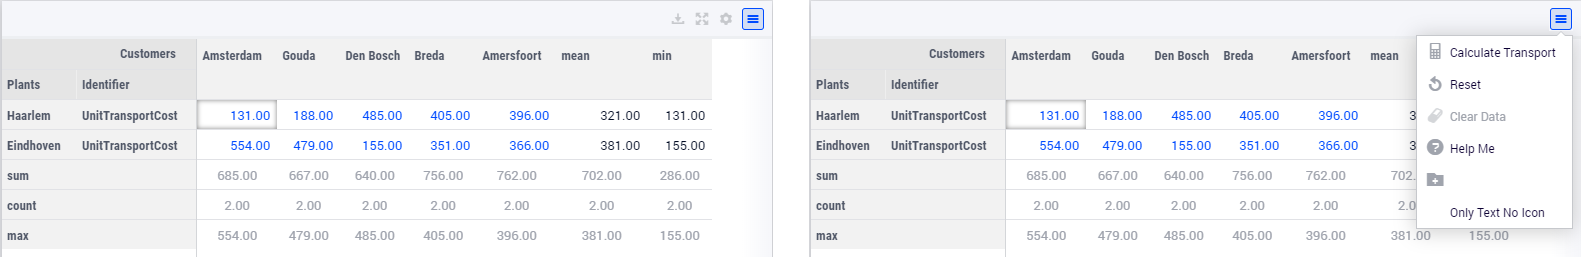 Customers Amsterdam Gouda Den Bosch Breda Amersfoort mean min
Plants Identifier
Haarlem UnitTransportCost 131.00 188.00 485.00 405.00 396.00 321.00 131.00
Eindhoven UnitTransportCost 554.00 479.00 155.00 351.00 366.00 381.00 155.00
sum 685.00 667.00 640.00 756.00 762.00 702.00 286.00
count 2.00 2.00 2.00 2.00 2.00 2.00 2.00
max 554.00 479.00 485.00 405.00 396.00 381.00 155.00
Customers Amsterdam Gouda Den Bosch Breda Amersfoort mean
Plants Identifier
Haarlem UnitTransportCost 131.00 188.00 485.00 405.00 396.00 3
Eindhoven UnitTransportCost 554.00 479.00 155.00 351.00 366.00 3
sum 685.00 667.00 640.00 756.00 762.00 702.
count 2.00 2.00 2.00 2.00 2.00 2.0
max 554.00 479.00 485.00 405.00 396.00 381.00 155.00
Calculate Transport
Reset
Clear Data
Help Me
Only Text No Icon